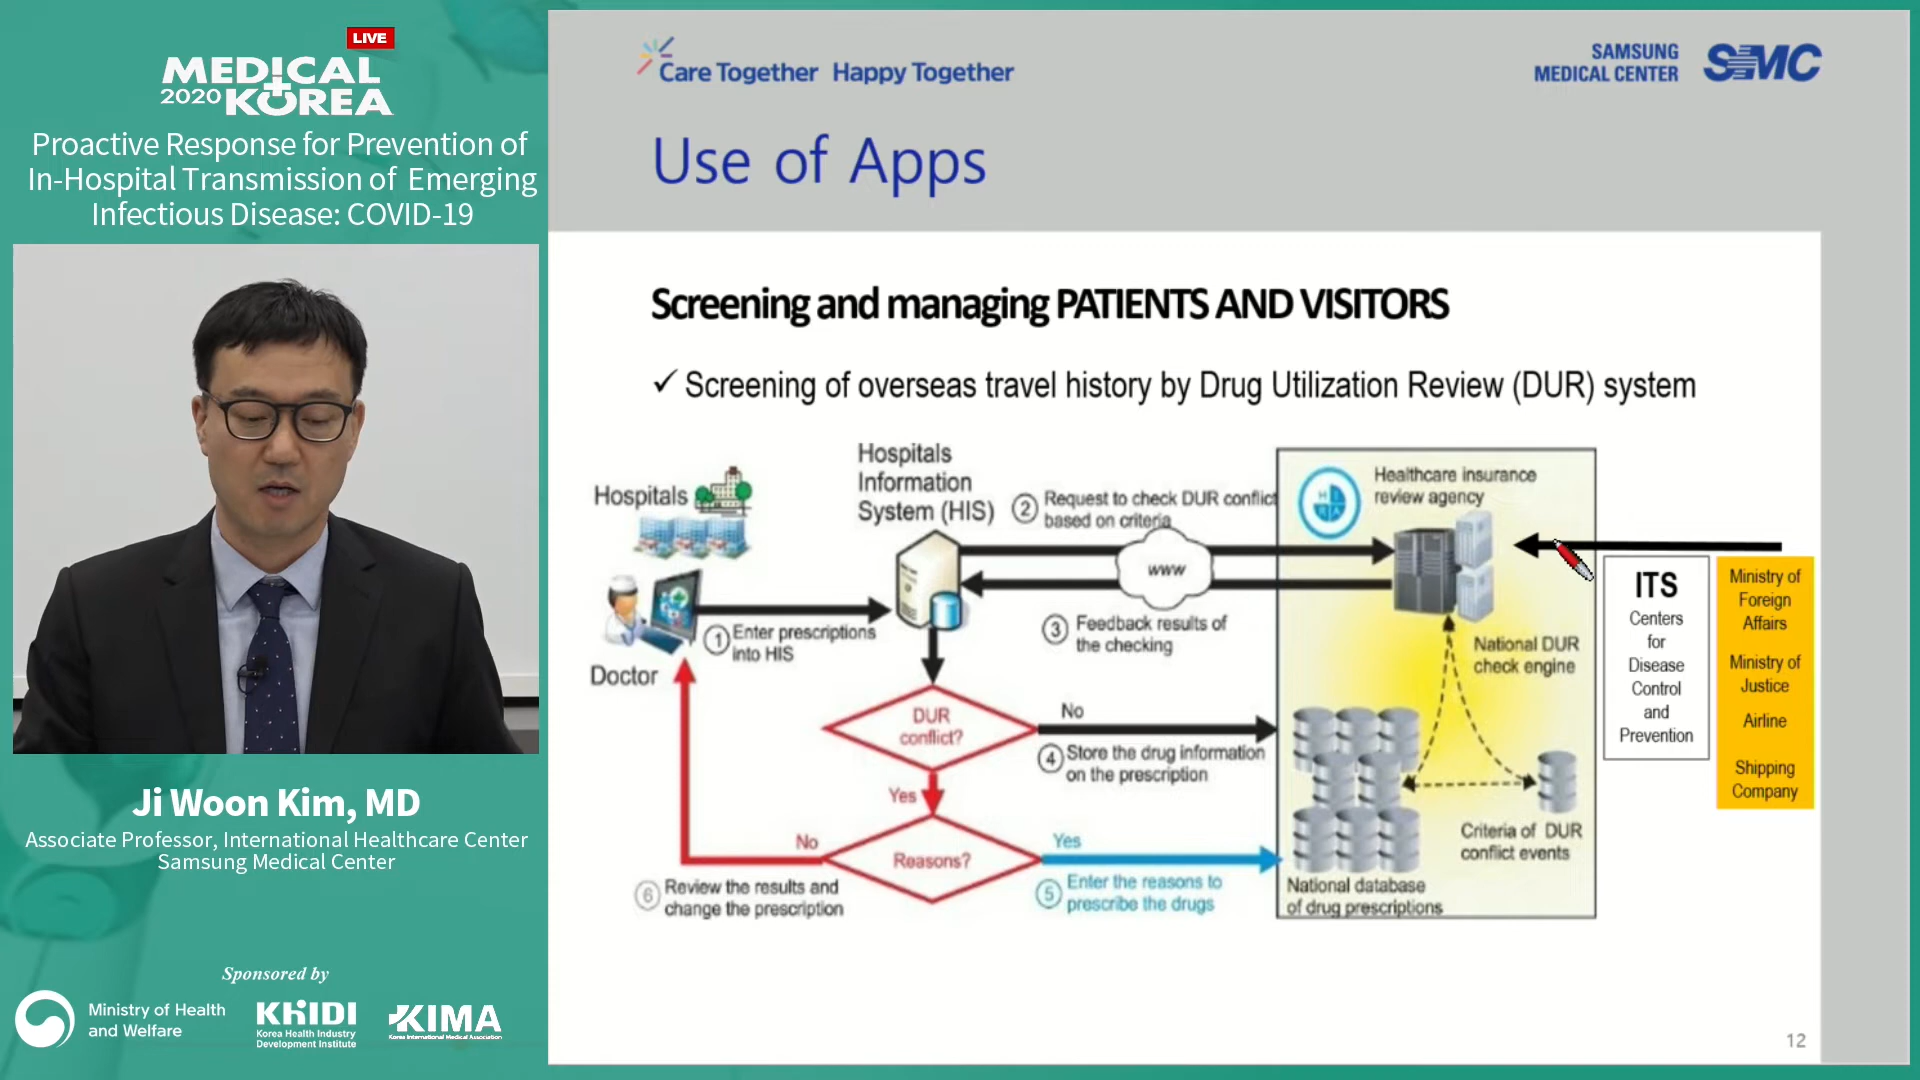 LIVE
MEDICAL
2020 KOREA
Proactive Response for Prevention of
In-Hospital Transmission of Emerging
Infectious Disease: COVID-19
Ji Woon Kim, MD
Associate Professor, International Healthcare Center
Samsung Medical Center
Sponsored by
Ministry of Health
and Welfare
KHIDI
Korea Health Industry
Development Institute
KIMA
Korea International Medical Association
Care Together Happy Together
SAMSUNG
MEDICAL CENTER
SMC
Use of Apps
Screening and managing PATIENTS AND VISITORS
✓ Screening of overseas travel history by Drug Utilization Review (DUR) system
Hospitals
Doctor
Hospitals
Information
System (HIS)
1 Enter prescriptions
into HIS
2 Request to check DUR conflict
based on criteria
www
3 Feedback results of
the checking
DUR
conflict?
No
4 Store the drug information
on the prescription
Yes
Reasons?
Yes
5 Enter the reasons to
prescribe the drugs
No
6 Review the results and
change the prescription
HIRA
Healthcare insurance
review agency
National DUR
check engine
Criteria of DUR
conflict events
National database
of drug prescriptions
ITS
Centers
for
Disease
Control
and
Prevention
Ministry of
Foreign
Affairs
Ministry of
Justice
Airline
Shipping
Company
12